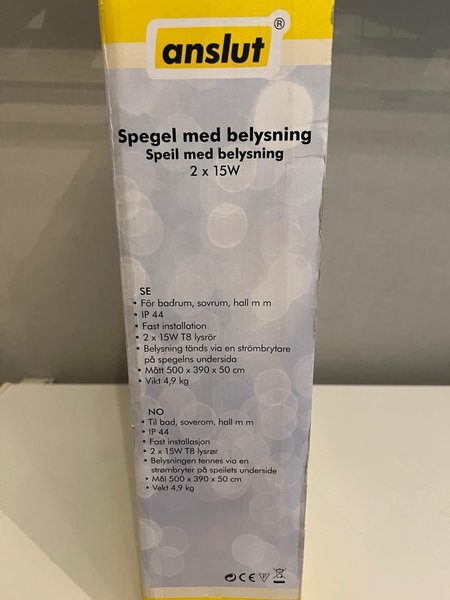 anslut®
Spegel med belysning
Speil med belysning
2 x 15W
SE
• För badrum, sovrum, hall m m
• IP 44
• Fast installation
• 2 x 15W T8 lysrör
• Belysning tänds via en strömbrytare
på spegelns undersida
• Mått 500 x 390 x 50 cm
• Vikt 4,9 kg
NO
• Til bad, soverom, hall m m
• IP 44
• Fast installasjon
• 2 x 15W T8 lysrør
• Belysningen tennes via en
strømbryter på speilets underside
• Mål 500 x 390 x 50 cm
• Vekt 4,9 kg
CE